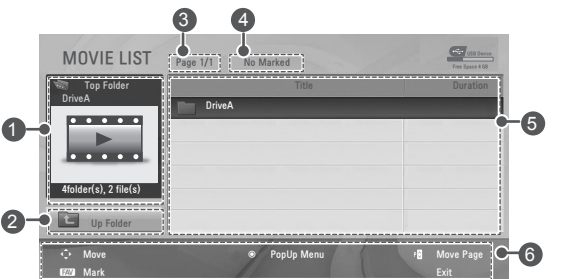 3
4
MOVIE LIST
Page 1/1
No Marked
USB Device
Free Space 4 GB
Top Folder
DriveA
Title
Duration
DriveA
1
5
4folder(s), 2 file(s)
2
Up Folder
Move
PopUp Menu
Move Page
6
FAV Mark
Exit